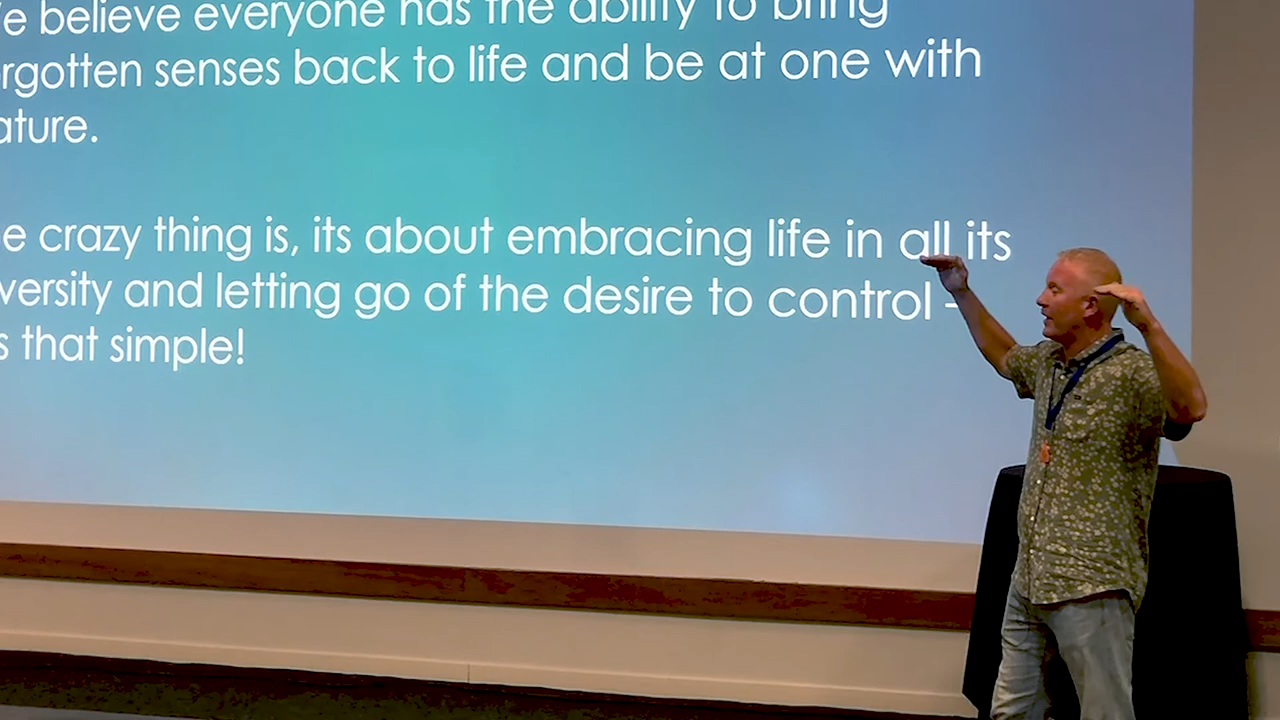 e believe everyone has the ability to bring
rgotten senses back to life and be at one with
ature.
e crazy thing is, its about embracing life in all its
versity and letting go of the desire to control -
s that simple!